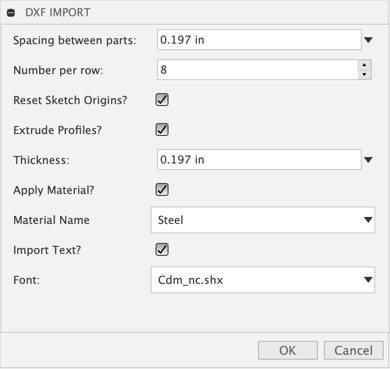 DXF IMPORT
Spacing between parts: 0.197 in
Number per row: 8
Reset Sketch Origins?
Extrude Profiles?
Thickness: 0.197 in
Apply Material?
Material Name Steel
Import Text?
Font: Cdm_nc.shx
OK Cancel